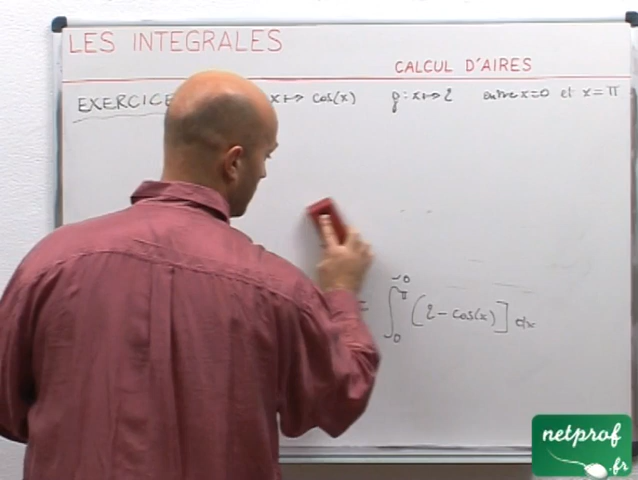 LES INTEGRALES
CALCUL D'AIRES
EXERCICE x ↦ cos(x) g : x ↦ 2 entre x=0 et x = π
∫₀^π [2 - cos(x)] dx
netprof
.fr